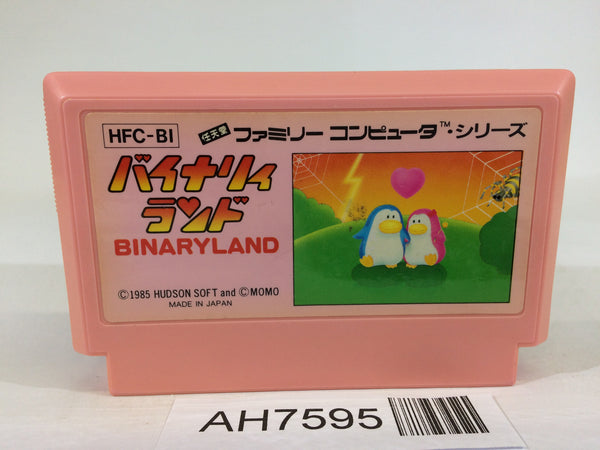 HFC-BI
任天堂 ファミリー コンピュータ™・シリーズ
バイナリィ
ランド
BINARYLAND
©1985 HUDSON SOFT and ©MOMO
MADE IN JAPAN
AH7595